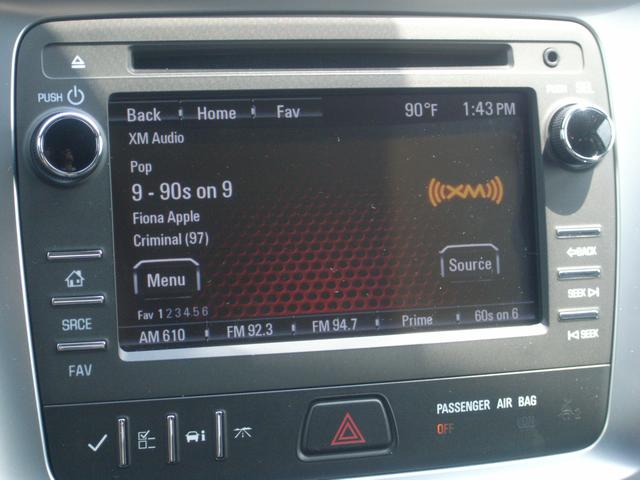 PUSH
PUSH SEL
Back Home Fav 90°F 1:43 PM
XM Audio
Pop
9 - 90s on 9
Fiona Apple
Criminal (97)
XM
Menu
Source
Fav 1 2 3 4 5 6
AM 610 FM 92.3 FM 94.7 Prime 60s on 6
SRCE
FAV
BACK
SEEK
SEEK
PASSENGER AIR BAG
OFF